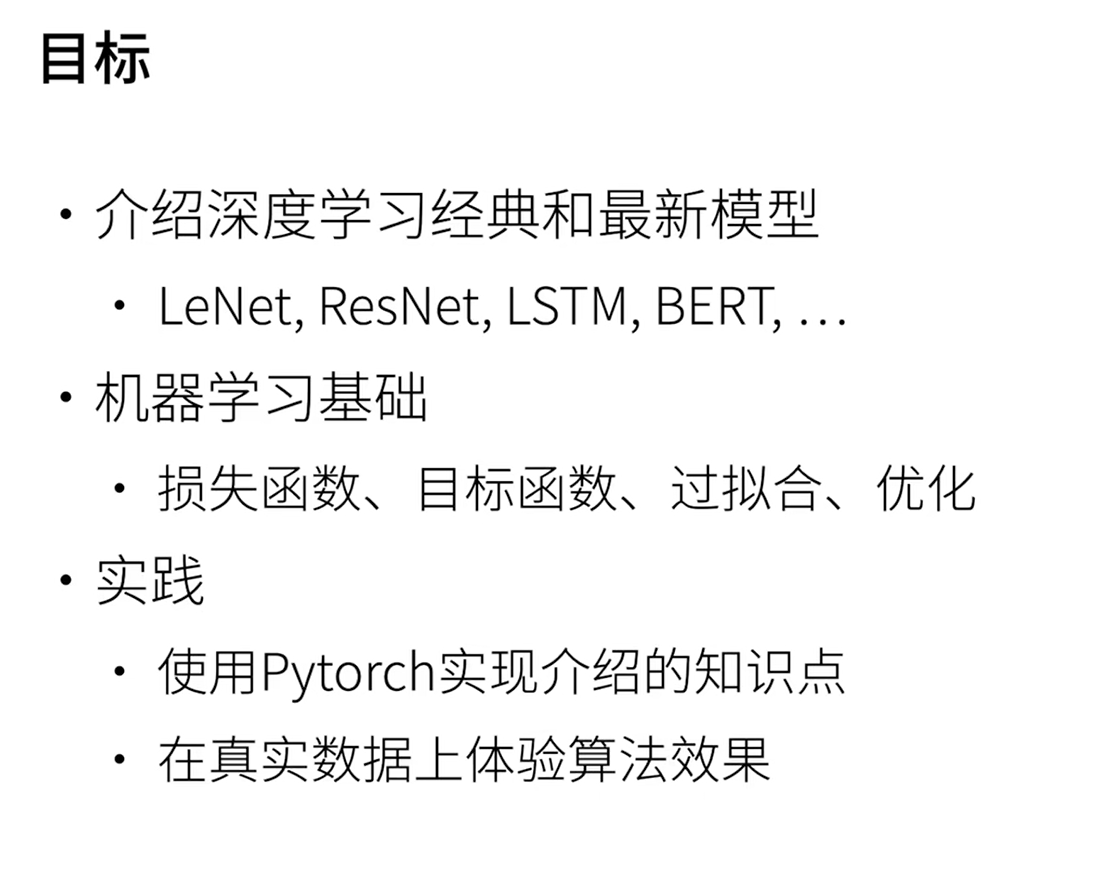 目标
• 介绍深度学习经典和最新模型
• LeNet, ResNet, LSTM, BERT, …
• 机器学习基础
• 损失函数、目标函数、过拟合、优化
• 实践
• 使用Pytorch实现介绍的知识点
• 在真实数据上体验算法效果